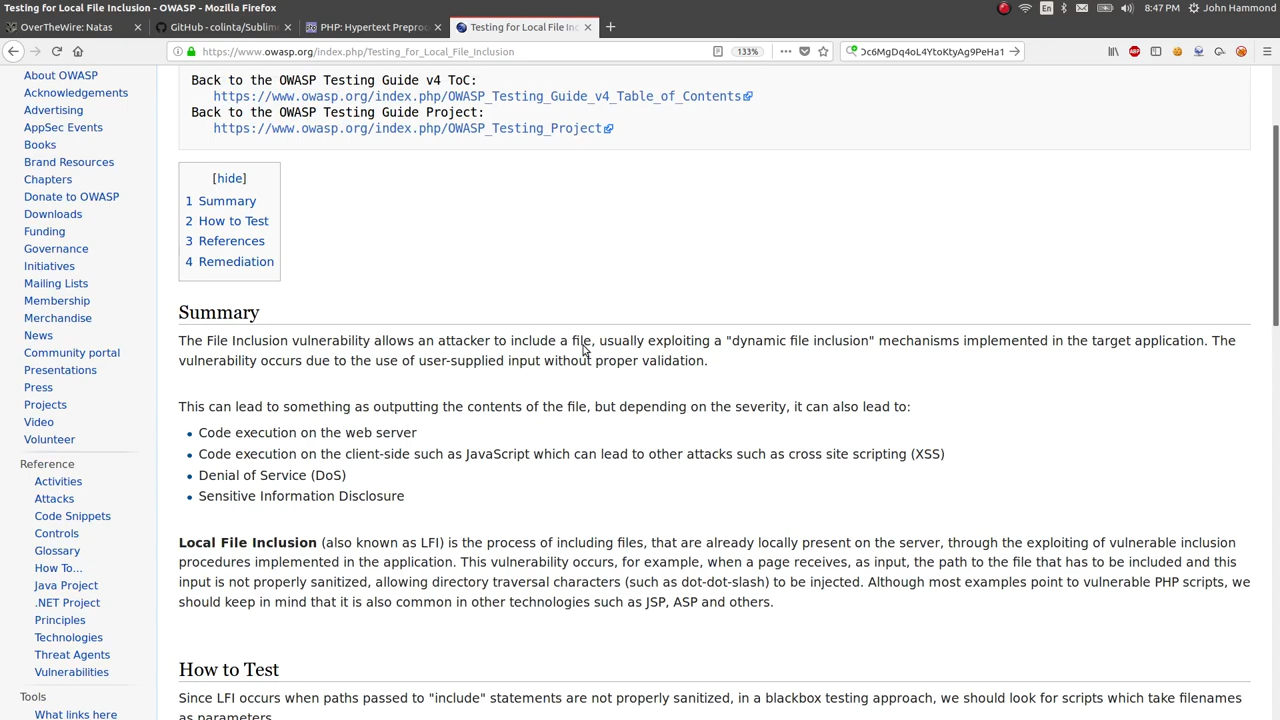 Testing for Local File Inclusion - OWASP - Mozilla Firefox
En
8:47 PM
John Hammond
OverTheWire: Natas
GitHub - colinta/Sublim
PHP: Hypertext Preproc
Testing for Local File Inc
https://www.owasp.org/index.php/Testing_for_Local_File_Inclusion
133%
ABP
About OWASP
Acknowledgements
Advertising
AppSec Events
Books
Brand Resources
Chapters
Donate to OWASP
Downloads
Funding
Governance
Initiatives
Mailing Lists
Membership
Merchandise
News
Community portal
Presentations
Press
Projects
Video
Volunteer
Reference
Activities
Attacks
Code Snippets
Controls
Glossary
How To...
Java Project
.NET Project
Principles
Technologies
Threat Agents
Vulnerabilities
Tools
What links here
Back to the OWASP Testing Guide v4 ToC:
https://www.owasp.org/index.php/OWASP_Testing_Guide_v4_Table_of_Contents
Back to the OWASP Testing Guide Project:
https://www.owasp.org/index.php/OWASP_Testing_Project
[hide]
1 Summary
2 How to Test
3 References
4 Remediation
Summary
The File Inclusion vulnerability allows an attacker to include a file, usually exploiting a "dynamic file inclusion" mechanisms implemented in the target application. The
vulnerability occurs due to the use of user-supplied input without proper validation.
This can lead to something as outputting the contents of the file, but depending on the severity, it can also lead to:
Code execution on the web server
Code execution on the client-side such as JavaScript which can lead to other attacks such as cross site scripting (XSS)
Denial of Service (DoS)
Sensitive Information Disclosure
Local File Inclusion (also known as LFI) is the process of including files, that are already locally present on the server, through the exploiting of vulnerable inclusion
procedures implemented in the application. This vulnerability occurs, for example, when a page receives, as input, the path to the file that has to be included and this
input is not properly sanitized, allowing directory traversal characters (such as dot-dot-slash) to be injected. Although most examples point to vulnerable PHP scripts, we
should keep in mind that it is also common in other technologies such as JSP, ASP and others.
How to Test
Since LFI occurs when paths passed to "include" statements are not properly sanitized, in a blackbox testing approach, we should look for scripts which take filenames
as parameters.